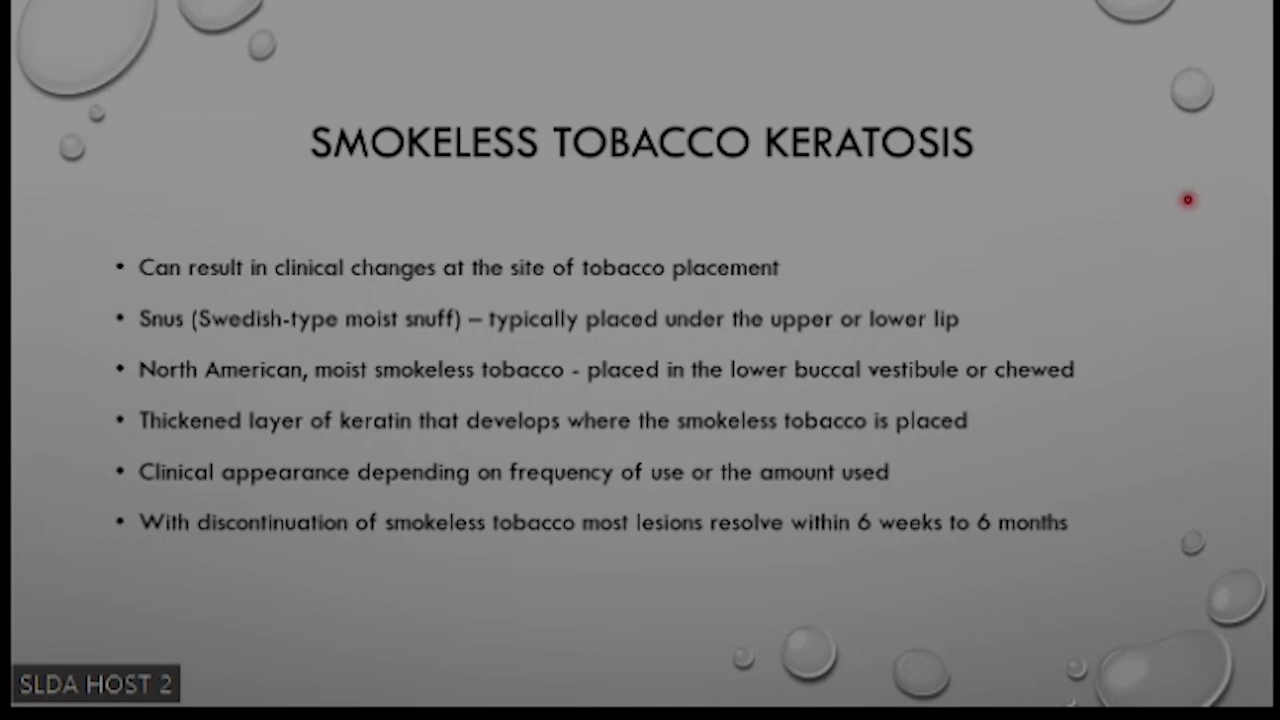 SMOKELESS TOBACCO KERATOSIS
• Can result in clinical changes at the site of tobacco placement
• Snus (Swedish-type moist snuff) – typically placed under the upper or lower lip
• North American, moist smokeless tobacco - placed in the lower buccal vestibule or chewed
• Thickened layer of keratin that develops where the smokeless tobacco is placed
• Clinical appearance depending on frequency of use or the amount used
• With discontinuation of smokeless tobacco most lesions resolve within 6 weeks to 6 months
SLDA HOST 2